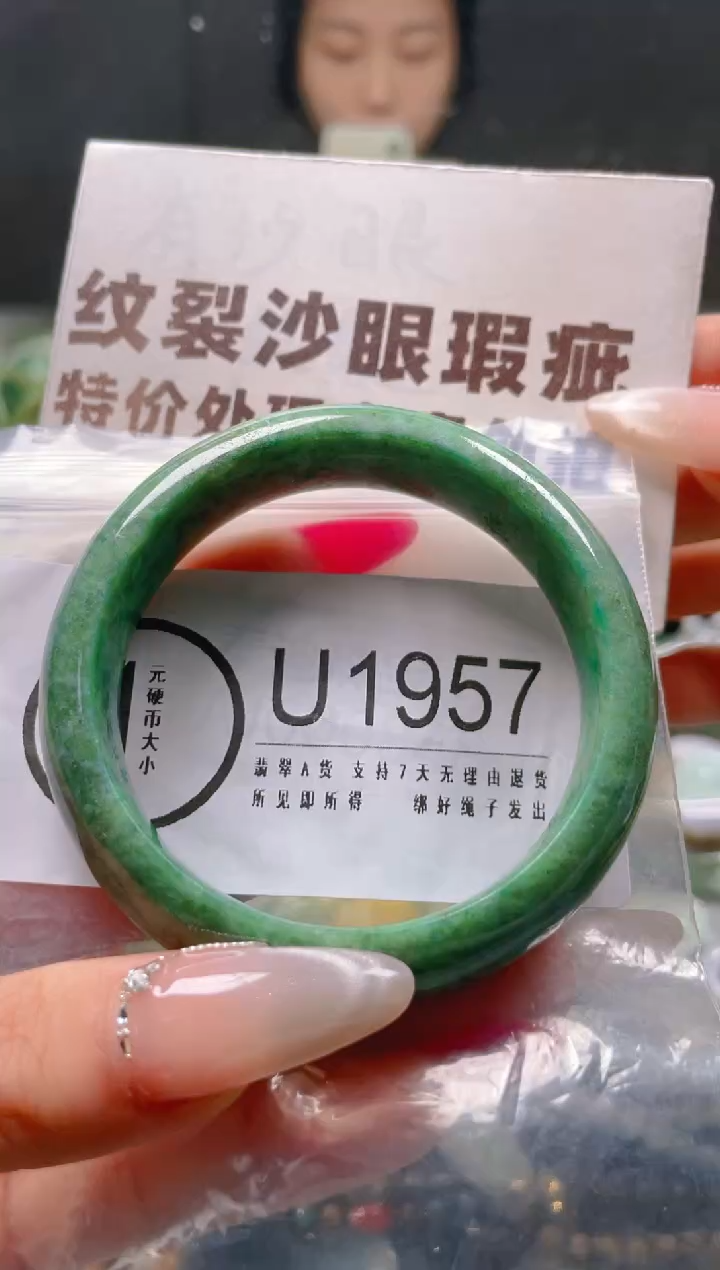 纹裂沙眼瑕疵
特价处理
元硬币大小
U1957
翡翠A货 支持7天无理由退货
所见即所得 绑好绳子发出